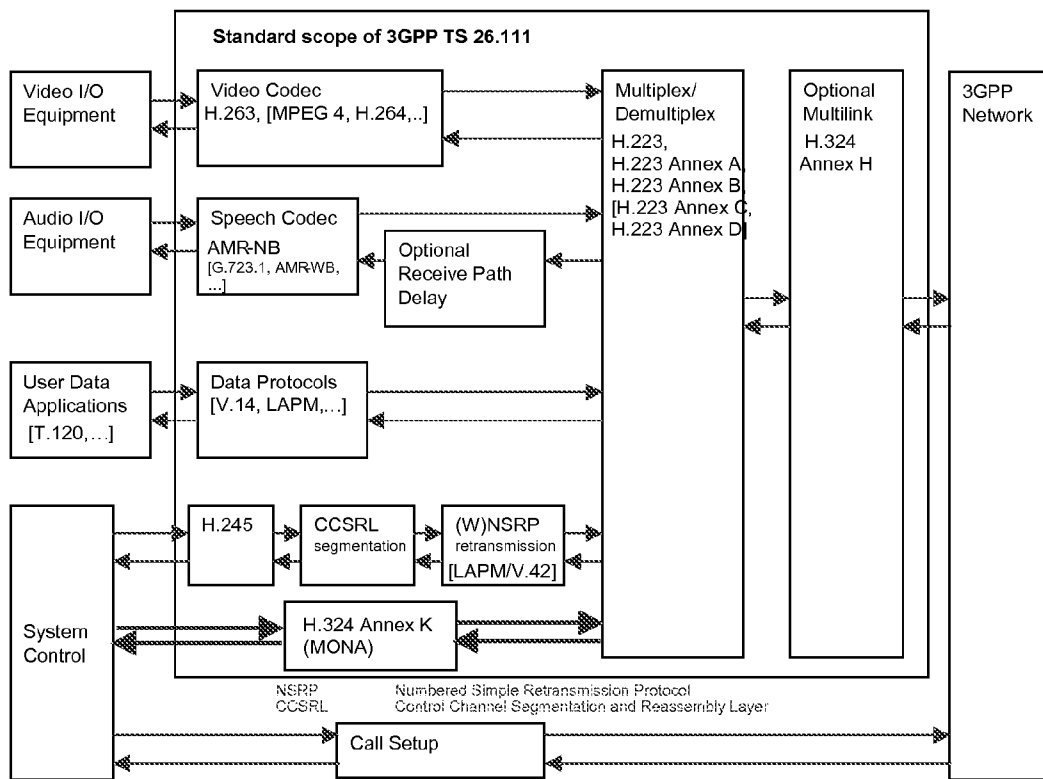 Standard scope of 3GPP TS 26.111
Video I/O
Equipment
Video Codec
H.263, [MPEG 4, H.264,..]
Multiplex/
Demultiplex
H.223,
H.223 Annex A,
H.223 Annex B,
[H.223 Annex C,
H.223 Annex D]
Optional
Multilink
H.324
Annex H
3GPP
Network
Audio I/O
Equipment
Speech Codec
AMR-NB
[G.723.1, AMR-WB,
...]
Optional
Receive Path
Delay
User Data
Applications
[T.120,...]
Data Protocols
[V.14, LAPM,...]
System
Control
H.245
CCSRL
segmentation
(W)NSRP
retransmission
[LAPM/V.42]
H.324 Annex K
(MONA)
NSRP Numbered Simple Retransmission Protocol
CCSRL Control Channel Segmentation and Reassembly Layer
Call Setup